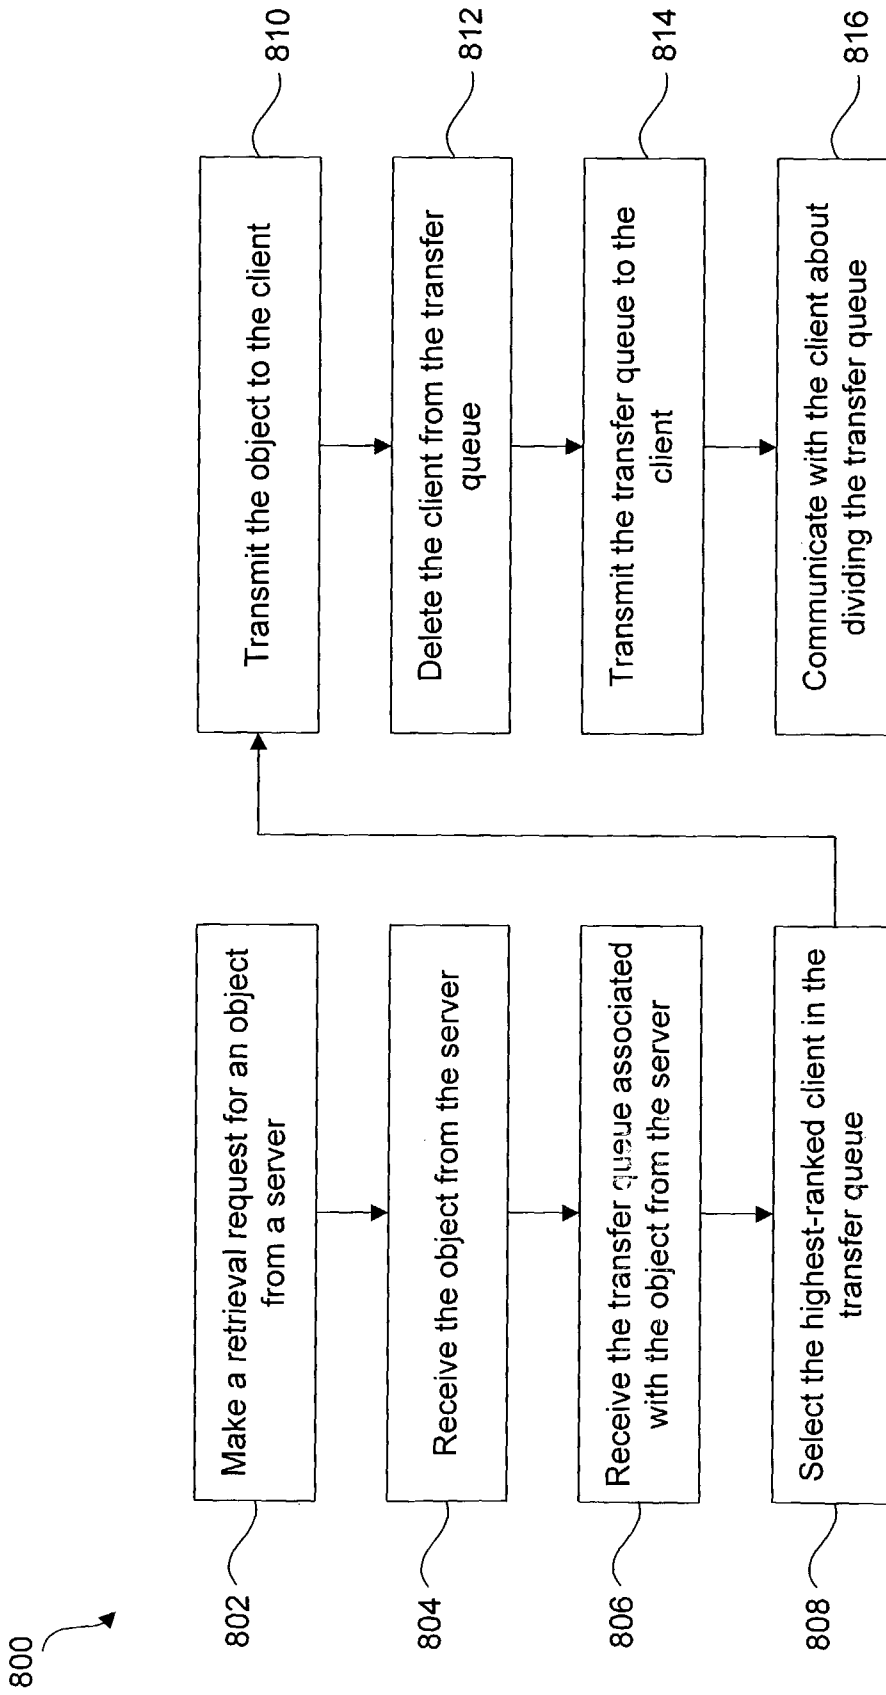 800
802
Make a retrieval request for an object
from a server
804
Receive the object from the server
806
Receive the transfer queue associated
with the object from the server
808
Select the highest-ranked client in the
transfer queue
810
Transmit the object to the client
812
Delete the client from the transfer
queue
814
Transmit the transfer queue to the
client
816
Communicate with the client about
dividing the transfer queue